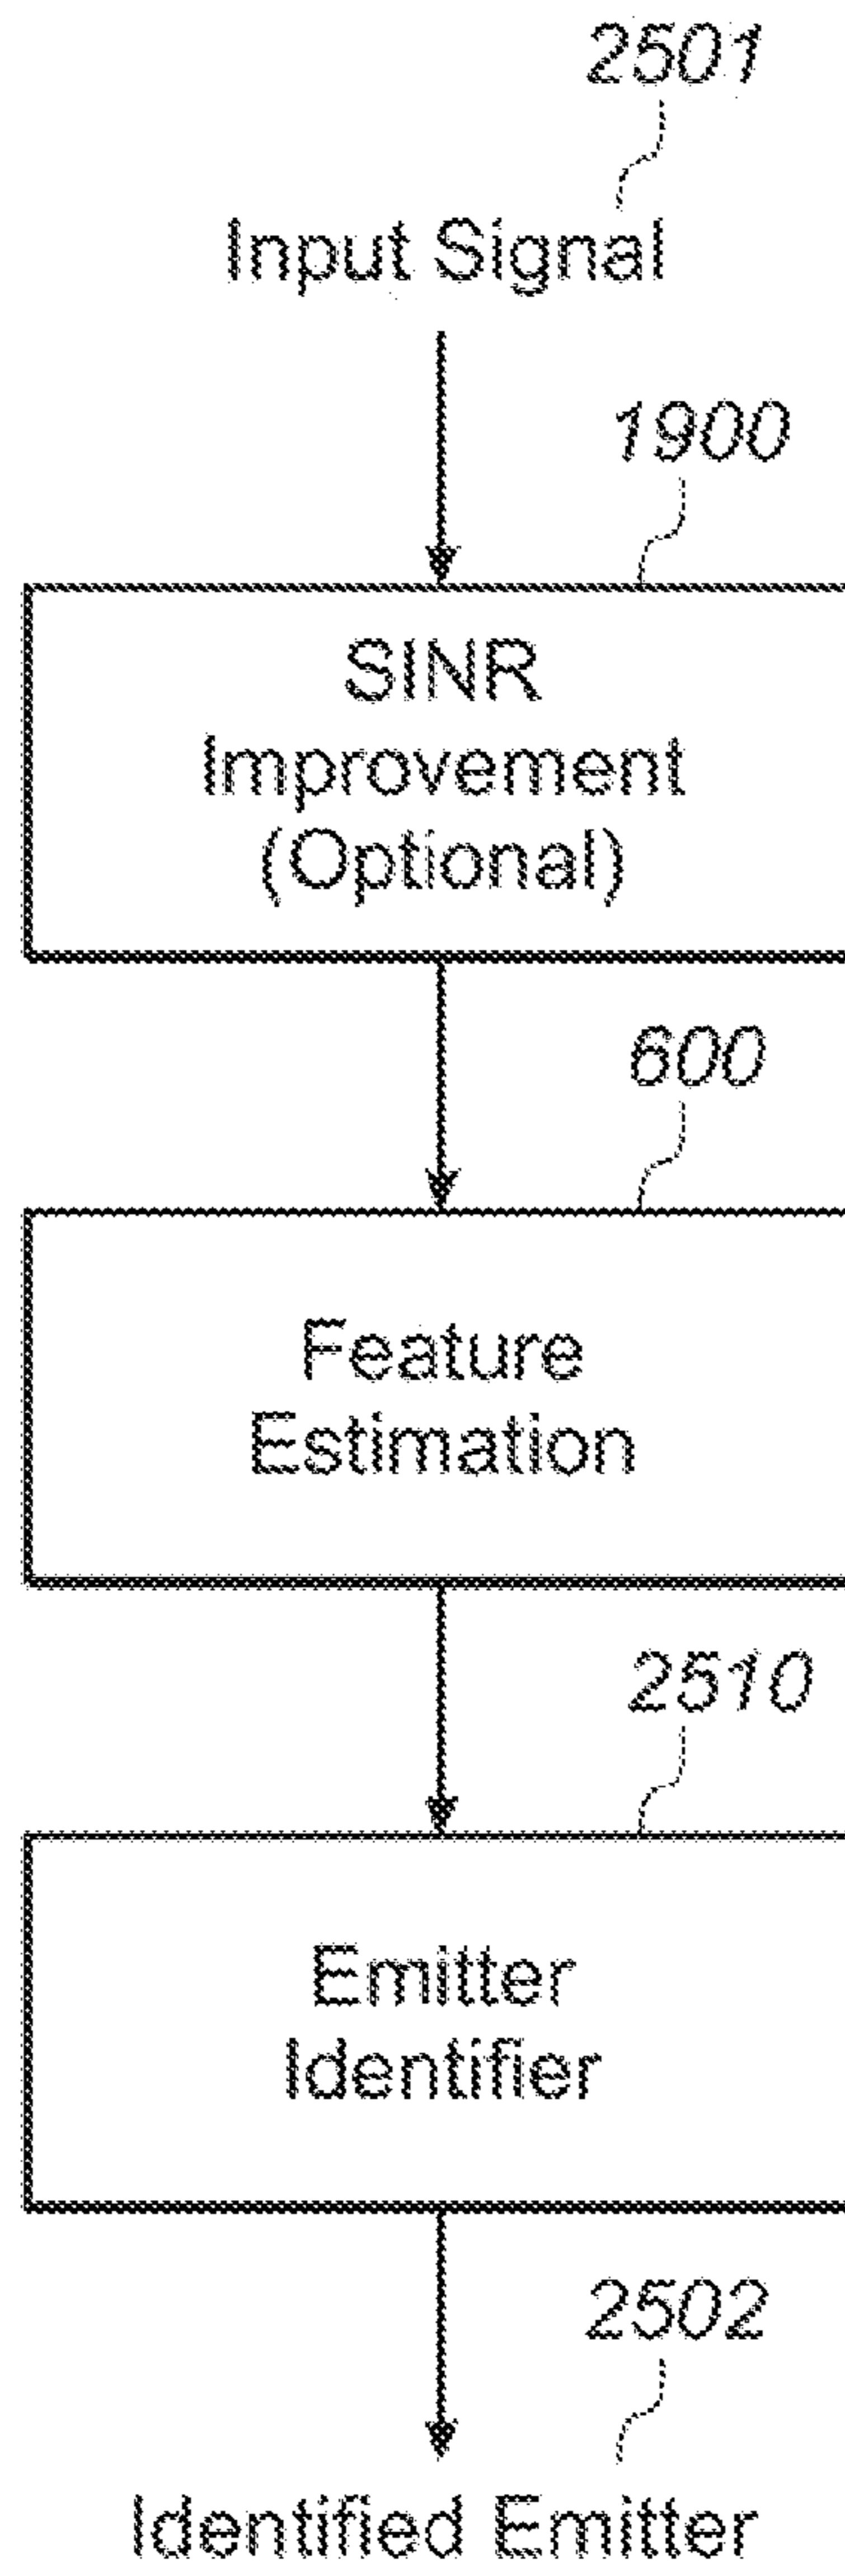 2501
Input Signal
1900
SINR
Improvement
(Optional)
600
Feature
Estimation
2510
Emitter
Identifier
2502
Identified Emitter